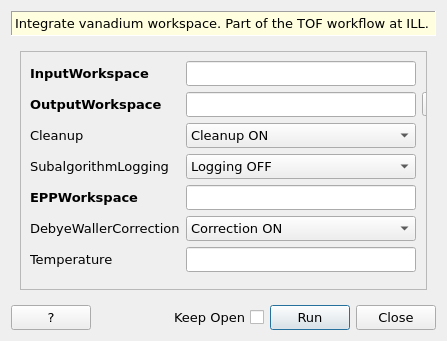 Integrate vanadium workspace. Part of the TOF workflow at ILL.
InputWorkspace
OutputWorkspace
Cleanup Cleanup ON
SubalgorithmLogging Logging OFF
EPPWorkspace
DebyeWallerCorrection Correction ON
Temperature
? Keep Open Run Close